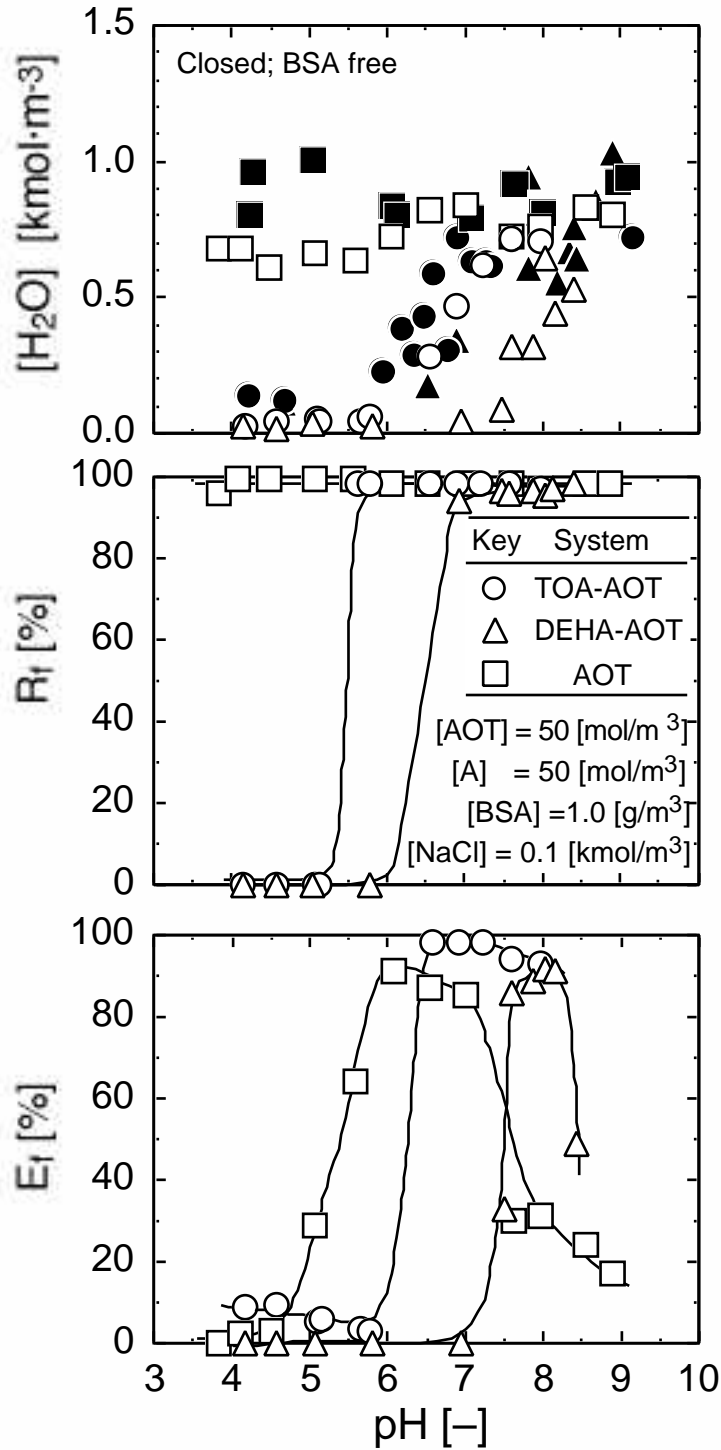 1.5
Closed; BSA free
1.0
0.5
0.0
[H₂O] [kmol·m⁻³]
100
80
60
40
20
0
R_f [%]
Key System
TOA-AOT
DEHA-AOT
AOT
[AOT] = 50 [mol/m ³]
[A] = 50 [mol/m³]
[BSA] =1.0 [g/m³]
[NaCl] = 0.1 [kmol/m³]
100
80
60
40
20
0
E_f [%]
3 4 5 6 7 8 9 10
pH [–]